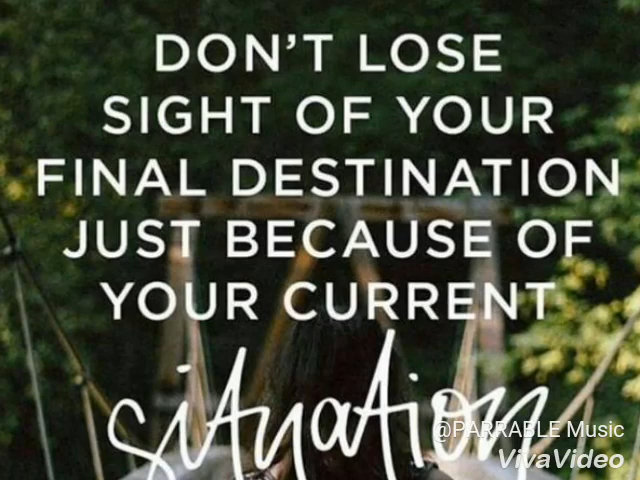 DON'T LOSE
SIGHT OF YOUR
FINAL DESTINATION
JUST BECAUSE OF
YOUR CURRENT
situation
@PARRABLE Music
VivaVideo